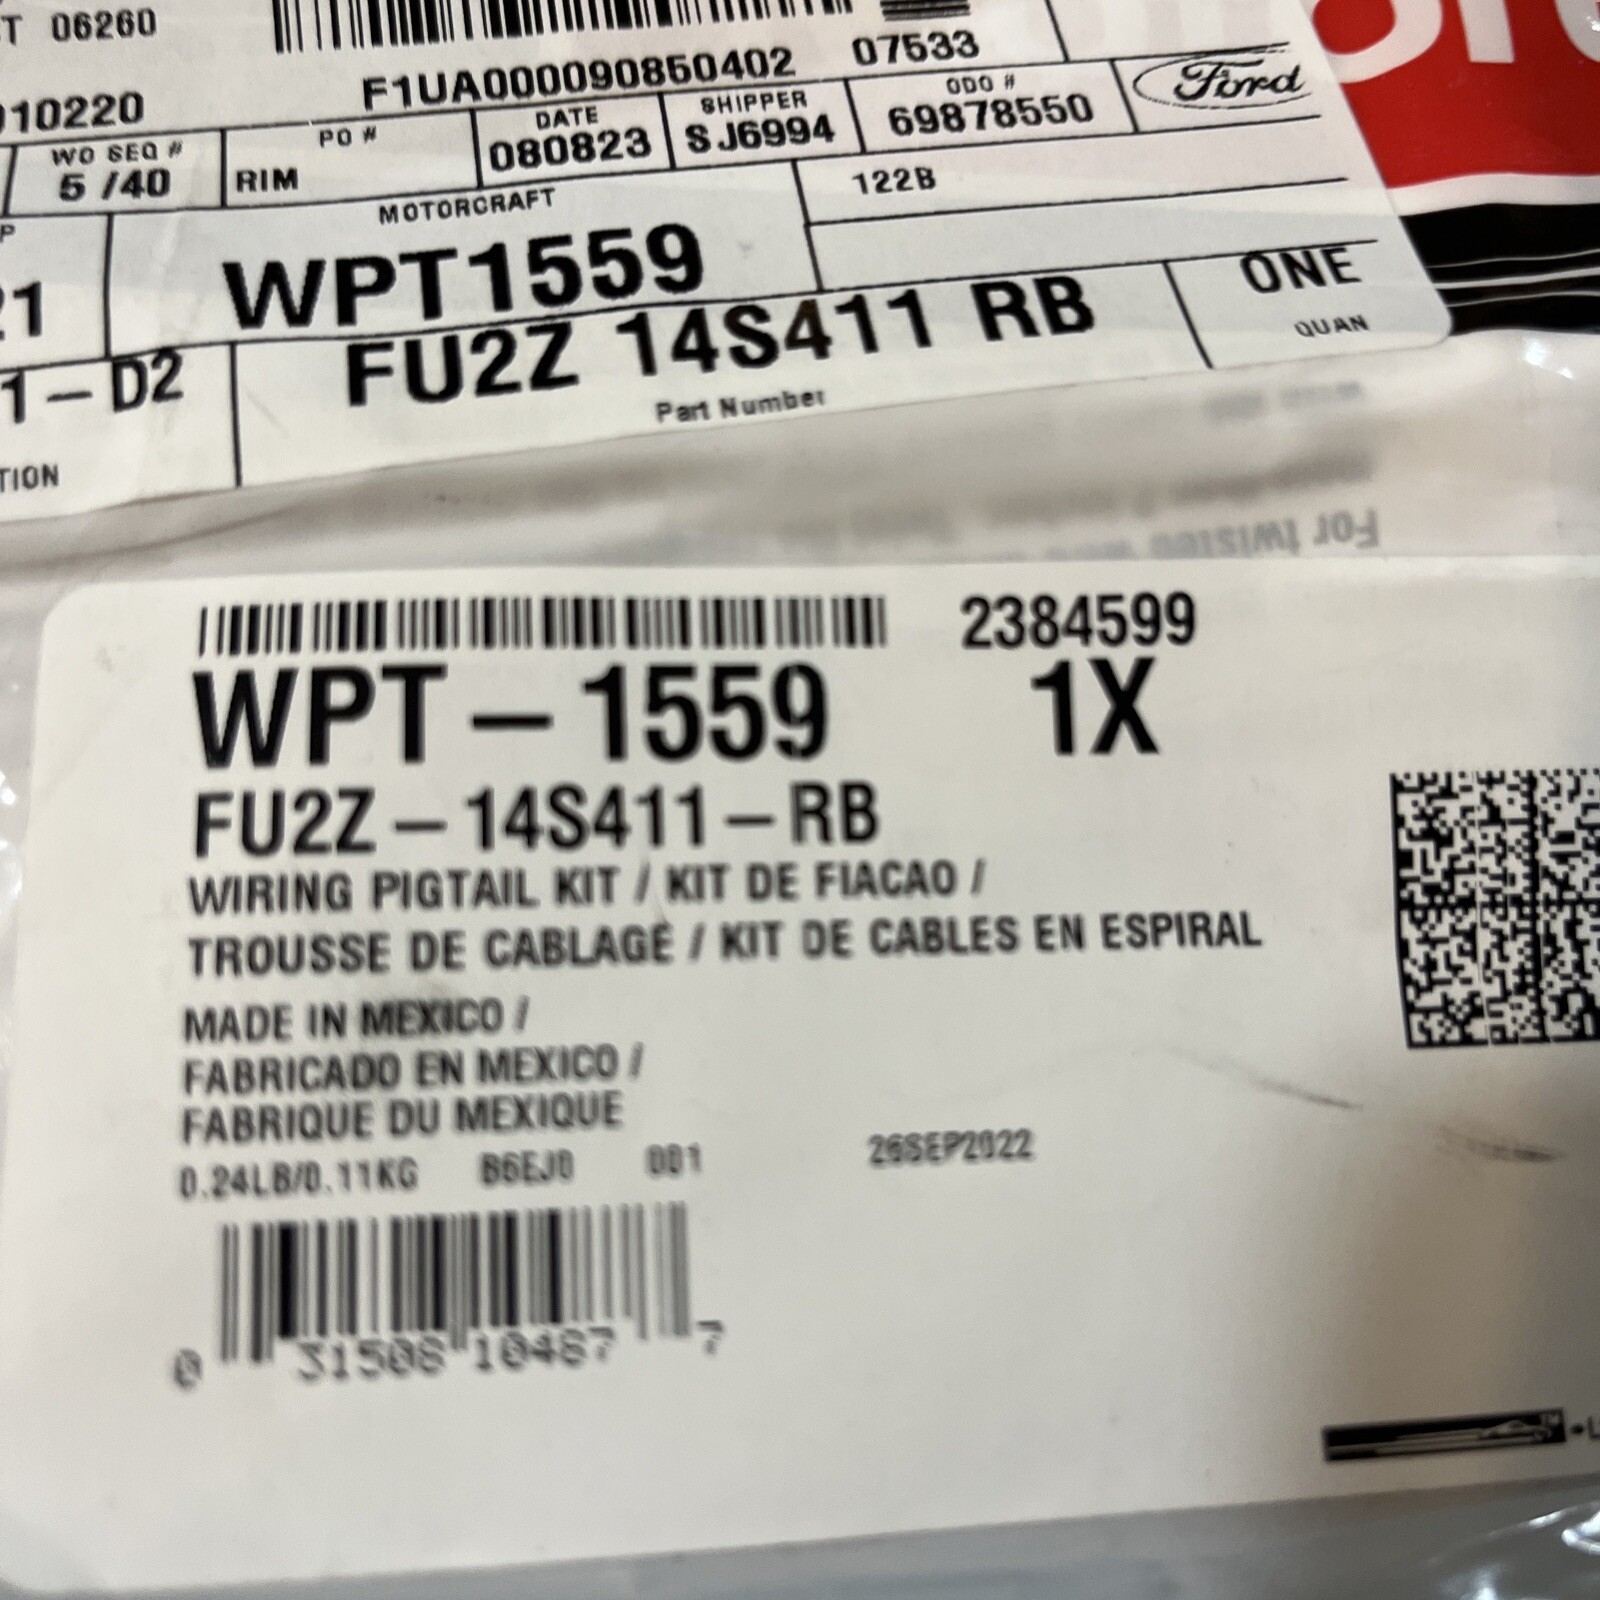 T 06260
F1UA000090850402 07533
10220
WO SEQ #
5 /40
PO #
RIM
DATE
080823
SHIPPER
SJ6994
ODO #
69878550
Ford
MOTORCRAFT
122B
WPT1559
21
FU2Z 14S411 RB
ONE
QUAN
1-D2
Part Number
TION
For twisted
WPT-1559
2384599
1X
FU2Z-14S411-RB
WIRING PIGTAIL KIT / KIT DE FIACAO /
TROUSSE DE CABLAGE / KIT DE CABLES EN ESPIRAL
MADE IN MEXICO /
FABRICADO EN MEXICO /
FABRIQUE DU MEXIQUE
0.24LB/0.11KG B6EJ0 001 26SEP2022
0 31508 10487 7